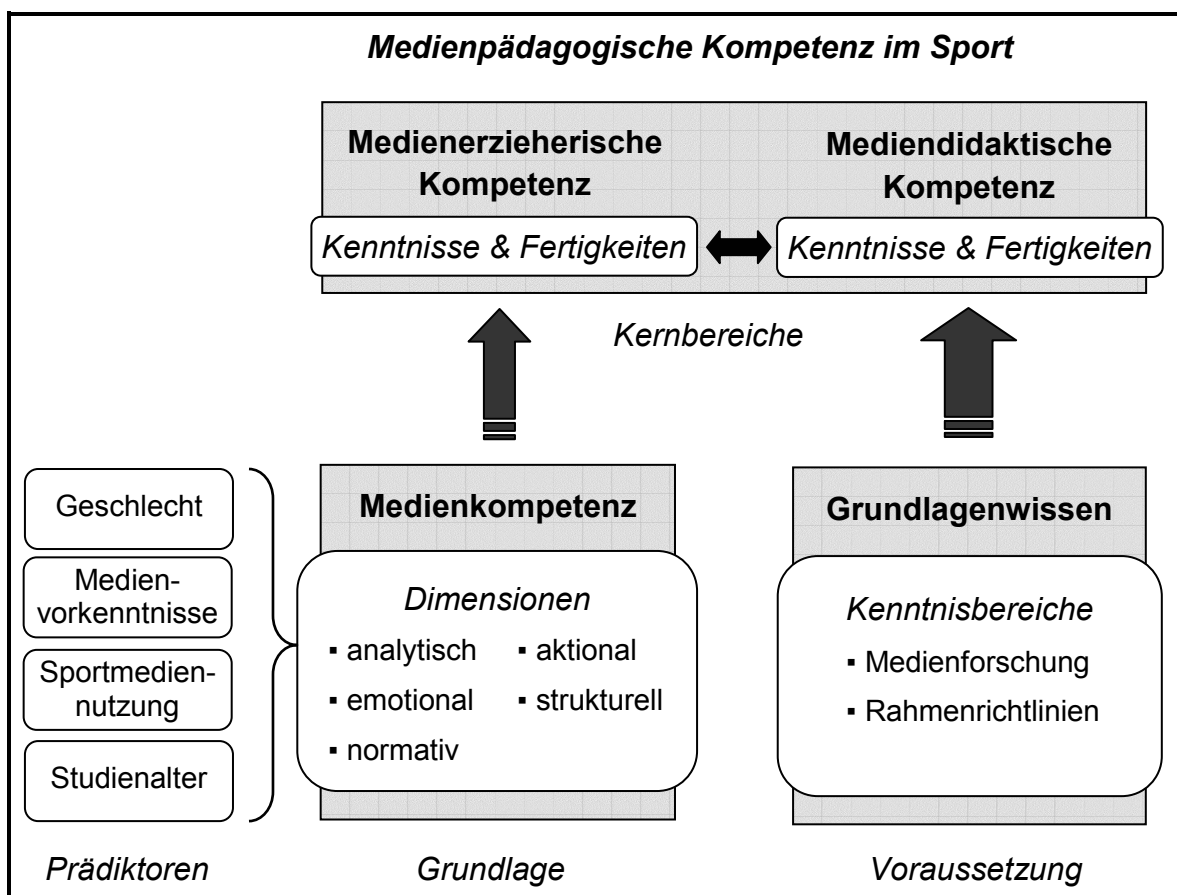 Medienpädagogische Kompetenz im Sport
Medienerzieherische
Kompetenz
Kenntnisse & Fertigkeiten
Mediendidaktische
Kompetenz
Kenntnisse & Fertigkeiten
Kernbereiche
Geschlecht
Medien-
vorkenntnisse
Sportmedien-
nutzung
Studienalter
Prädiktoren
Medienkompetenz
Dimensionen
▪ analytisch ▪ aktional
▪ emotional ▪ strukturell
▪ normativ
Grundlage
Grundlagenwissen
Kenntnisbereiche
▪ Medienforschung
▪ Rahmenrichtlinien
Voraussetzung